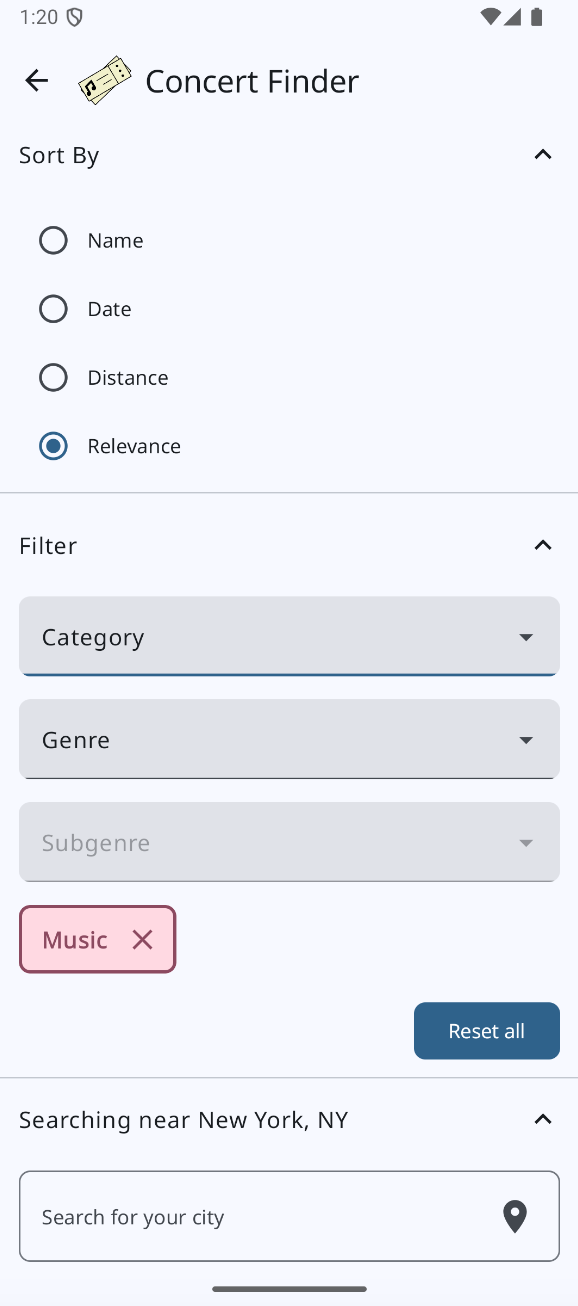 1:20
Concert Finder
Sort By
Name
Date
Distance
Relevance
Filter
Category
Genre
Subgenre
Music
Reset all
Searching near New York, NY
Search for your city